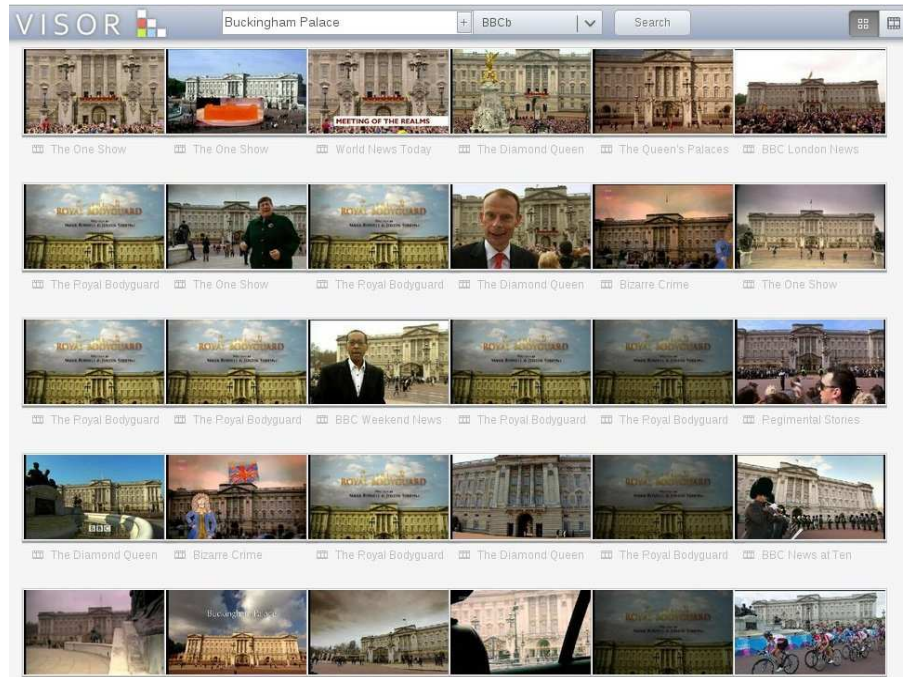 VISOR
Buckingham Palace + BBCb Search
MEETING OF THE REALMS
The One Show The One Show World News Today The Diamond Queen The Queen's Palaces BBC London News
ROYAL BODYGUARD
ROYAL BODYGUARD
The Royal Bodyguard The One Show The Royal Bodyguard The Diamond Queen Bizarre Crime The One Show
ROYAL BODYGUARD
ROYAL BODYGUARD
ROYAL BODYGUARD
ROYAL BODYGUARD
The Royal Bodyguard The Royal Bodyguard BBC Weekend News The Royal Bodyguard The Royal Bodyguard Regimental Stories
ROYAL BODYGUARD
ROYAL BODYGUARD
BBC
The Diamond Queen Bizarre Crime The Royal Bodyguard The Diamond Queen The Royal Bodyguard BBC News at Ten
Buckingham Palace
ROYAL BODYGUARD